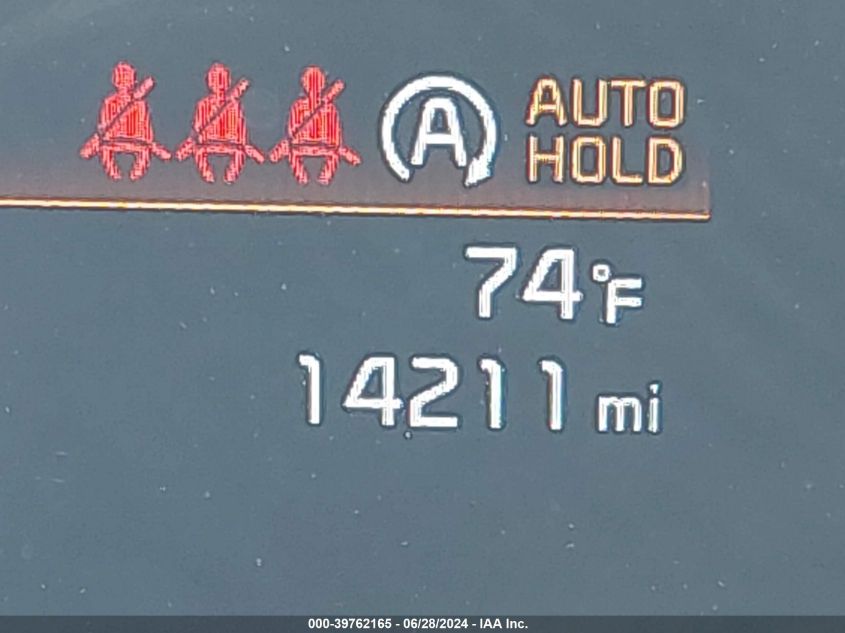 A AUTO
HOLD
74°F
14211 mi
000-39762165 - 06/28/2024 - IAA Inc.